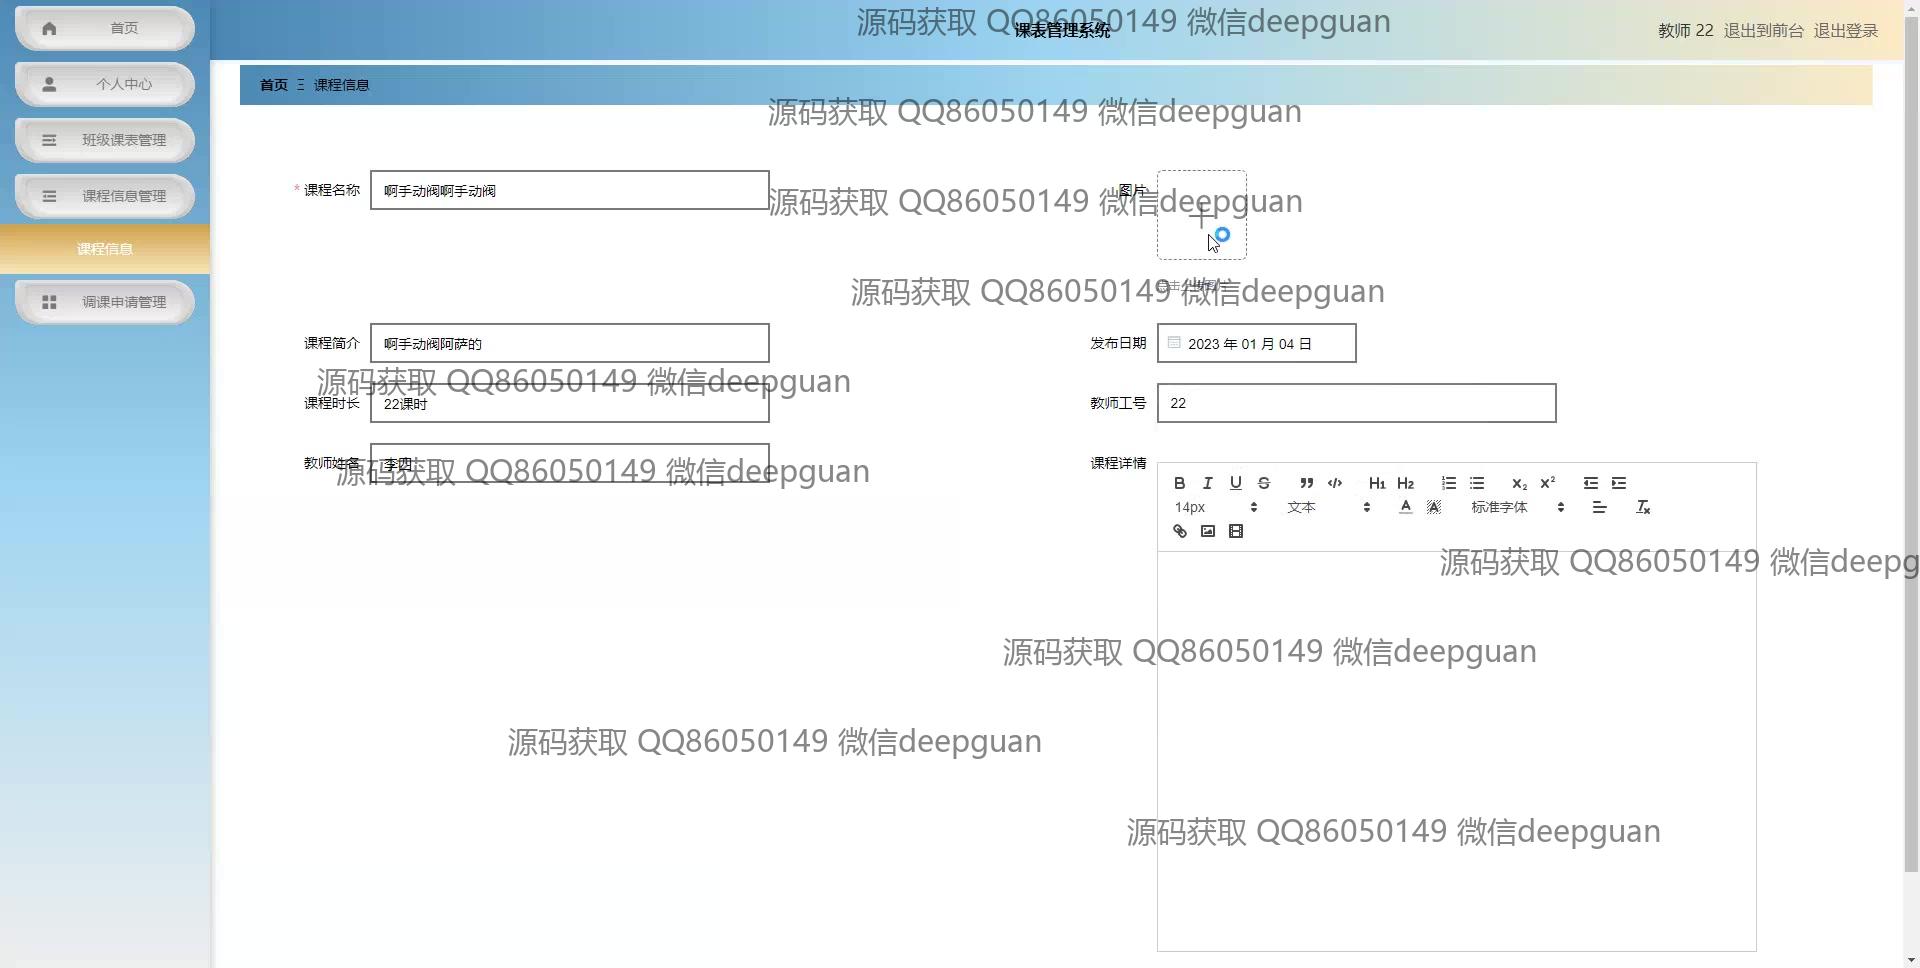 首页
个人中心
班级课表管理
课程信息管理
课程信息
调课申请管理
源码获取 QQ86050149 微信deepguan
课表管理系统
教师 22 退出到前台 退出登录
首页 Ξ 课程信息
源码获取 QQ86050149 微信deepguan
* 课程名称 啊手动阀啊手动阀
图片
源码获取 QQ86050149 微信deepguan
点击上传图片
源码获取 QQ86050149 微信deepguan
课程简介 啊手动阀阿萨的
发布日期 2023 年 01 月 04 日
源码获取 QQ86050149 微信deepguan
课程时长 22课时
教师工号 22
教师姓名 李四
源码获取 QQ86050149 微信deepguan
课程详情
B I U S ” </> H1 H2 x₂ x²
14px 文本 A A 标准字体 Tx
源码获取 QQ86050149 微信deepg
源码获取 QQ86050149 微信deepguan
源码获取 QQ86050149 微信deepguan
源码获取 QQ86050149 微信deepguan